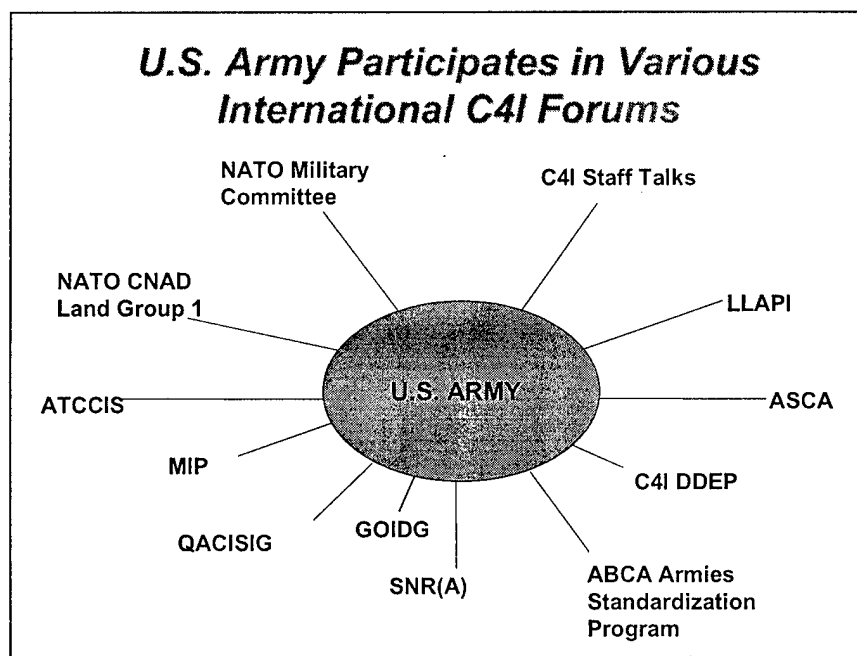 U.S. Army Participates in Various
International C4I Forums
NATO Military
Committee
C4I Staff Talks
NATO CNAD
Land Group 1
LLAPI
U.S. ARMY
ATCCIS
ASCA
MIP
C4I DDEP
QACISIG
GOIDG
SNR(A)
ABCA Armies
Standardization
Program